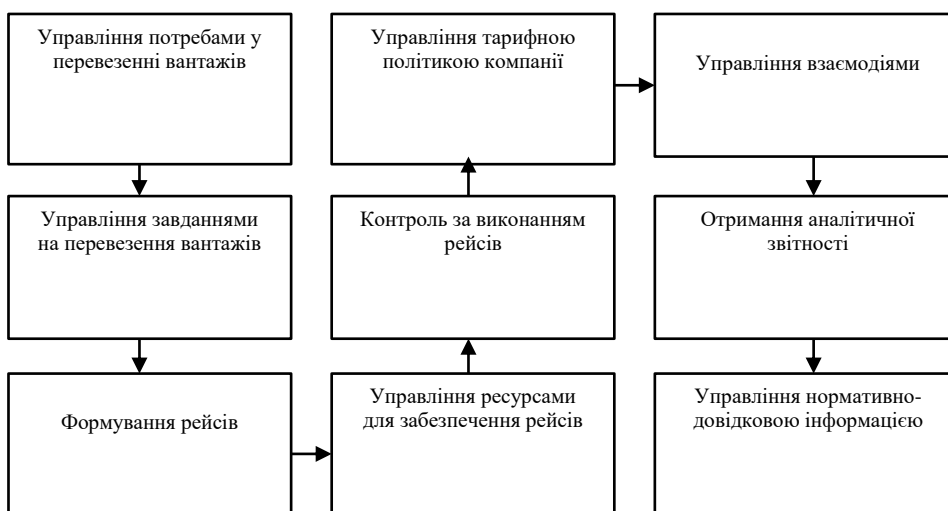 Управління потребами у
перевезенні вантажів
Управління завданнями
на перевезення вантажів
Формування рейсів
Управління ресурсами
для забезпечення рейсів
Контроль за виконанням
рейсів
Управління тарифною
політикою компанії
Управління взаємодіями
Отримання аналітичної
звітності
Управління нормативно-
довідковою інформацією